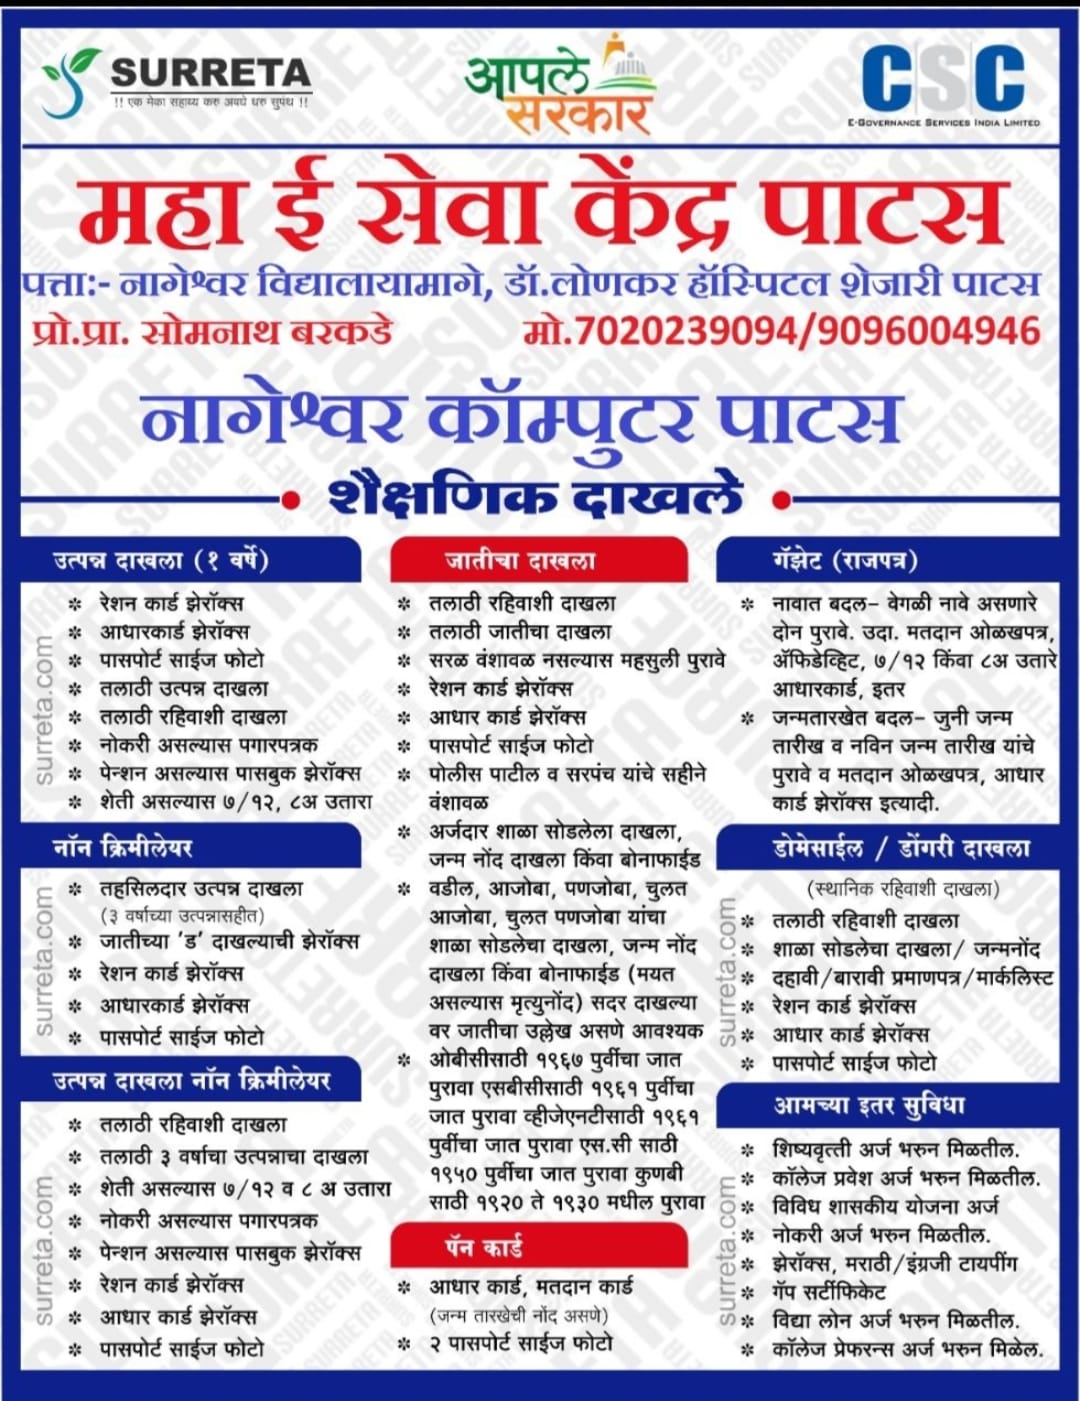 SURRETA
!! एक मेका सहाय्य करु अवघे धरु सुपंथ !!
आपले
सरकार
CSC
E-GOVERNANCE SERVICES INDIA LIMITED
महा ई सेवा केंद्र पाटस
पत्ताः- नागेश्वर विद्यालायामागे, डॉ.लोणकर हॉस्पिटल शेजारी पाटस
प्रो.प्रा. सोमनाथ बरकडे
मो.7020239094/9096004946
नागेश्वर कॉम्पुटर पाटस
शैक्षणिक दाखले
उत्पन्न दाखला (१ वर्षे)
* रेशन कार्ड झेरॉक्स
* आधारकार्ड झेरॉक्स
* पासपोर्ट साईज फोटो
* तलाठी उत्पन्न दाखला
* तलाठी रहिवाशी दाखला
* नोकरी असल्यास पगारपत्रक
* पेन्शन असल्यास पासबुक झेरॉक्स
* शेती असल्यास ७/१२, ८अ उतारा
नॉन क्रिमीलेयर
* तहसिलदार उत्पन्न दाखला
(३ वर्षाच्या उत्पन्नासहीत)
* जातीच्या 'ड' दाखल्याची झेरॉक्स
* रेशन कार्ड झेरॉक्स
* आधारकार्ड झेरॉक्स
* पासपोर्ट साईज फोटो
उत्पन्न दाखला नॉन क्रिमीलेयर
* तलाठी रहिवाशी दाखला
* तलाठी ३ वर्षाचा उत्पन्नाचा दाखला
* शेती असल्यास ७/१२ व ८ अ उतारा
* नोकरी असल्यास पगारपत्रक
* पेन्शन असल्यास पासबुक झेरॉक्स
* रेशन कार्ड झेरॉक्स
* आधार कार्ड झेरॉक्स
* पासपोर्ट साईज फोटो
जातीचा दाखला
* तलाठी रहिवाशी दाखला
* तलाठी जातीचा दाखला
* सरळ वंशावळ नसल्यास महसुली पुरावे
* रेशन कार्ड झेरॉक्स
* आधार कार्ड झेरॉक्स
* पासपोर्ट साईज फोटो
* पोलीस पाटील व सरपंच यांचे सहीने
वंशावळ
* अर्जदार शाळा सोडलेला दाखला,
जन्म नोंद दाखला किंवा बोनाफाईड
* वडील, आजोबा, पणजोबा, चुलत
आजोबा, चुलत पणजोबा यांचा
शाळा सोडलेचा दाखला, जन्म नोंद
दाखला किंवा बोनाफाईड (मयत
असल्यास मृत्युनोंद) सदर दाखल्या
वर जातीचा उल्लेख असणे आवश्यक
* ओबीसीसाठी १९६७ पुर्वीचा जात
पुरावा एसबीसीसाठी १९६१ पुर्वीचा
जात पुरावा व्हीजेएनटीसाठी १९६१
पुर्वीचा जात पुरावा एस.सी साठी
१९५० पुर्वीचा जात पुरावा कुणबी
साठी १९२० ते १९३० मधील पुरावा
पॅन कार्ड
* आधार कार्ड, मतदान कार्ड
(जन्म तारखेची नोंद असणे)
* २ पासपोर्ट साईज फोटो
गॅझेट (राजपत्र)
* नावात बदल- वेगळी नावे असणारे
दोन पुरावे. उदा. मतदान ओळखपत्र,
ॲफिडेव्हिट, ७/१२ किंवा ८अ उतारे
आधारकार्ड, इतर
* जन्मतारखेत बदल- जुनी जन्म
तारीख व नविन जन्म तारीख यांचे
पुरावे व मतदान ओळखपत्र, आधार
कार्ड झेरॉक्स इत्यादी.
डोमेसाईल / डोंगरी दाखला
(स्थानिक रहिवाशी दाखला)
* तलाठी रहिवाशी दाखला
* शाळा सोडलेचा दाखला/ जन्मनोंद
* दहावी/बारावी प्रमाणपत्र/मार्कलिस्ट
* रेशन कार्ड झेरॉक्स
* आधार कार्ड झेरॉक्स
* पासपोर्ट साईज फोटो
आमच्या इतर सुविधा
* शिष्यवृत्ती अर्ज भरुन मिळतील.
* कॉलेज प्रवेश अर्ज भरुन मिळतील.
* विविध शासकीय योजना अर्ज
* नोकरी अर्ज भरुन मिळतील.
* झेरॉक्स, मराठी/इंग्रजी टायपींग
* गॅप सर्टीफिकेट
* विद्या लोन अर्ज भरुन मिळतील.
* कॉलेज प्रेफरन्स अर्ज भरुन मिळेल.
surreta.com
surreta.com
surreta.com
surreta.com
surreta.com